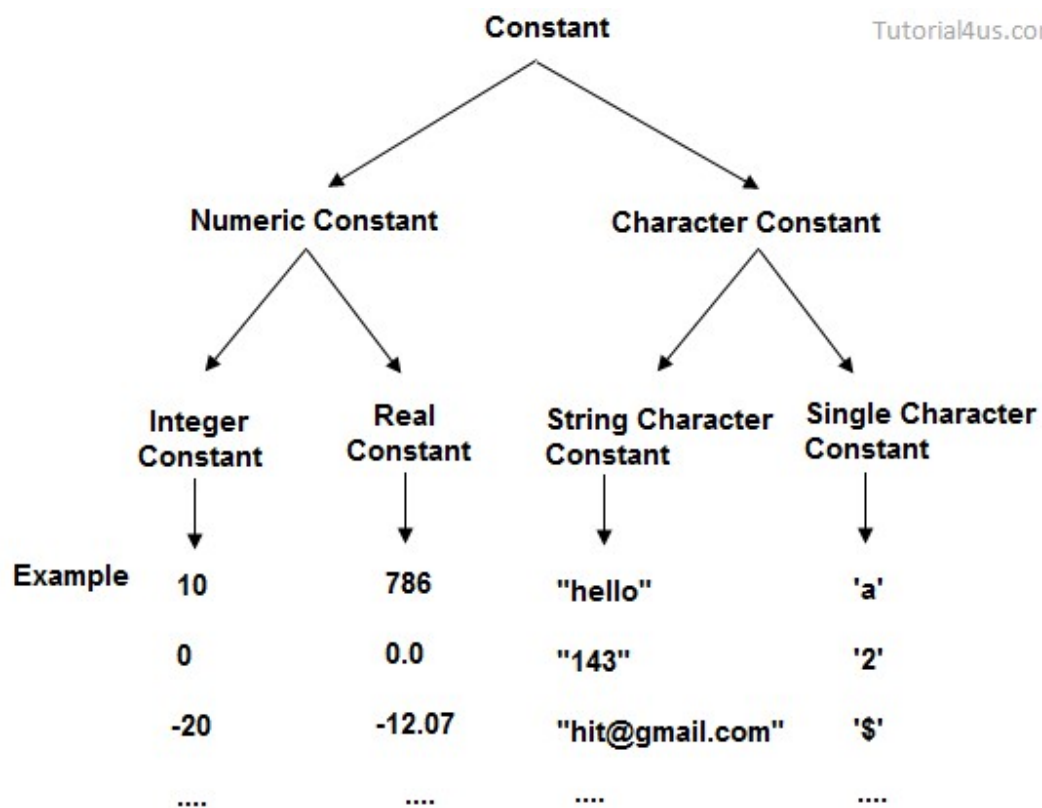 Constant
Tutorial4us.com
Numeric Constant
Character Constant
Integer
Constant
Real
Constant
String Character
Constant
Single Character
Constant
Example
10
786
"hello"
'a'
0
0.0
"143"
'2'
-20
-12.07
"hit@gmail.com"
'$'
....
....
....
....